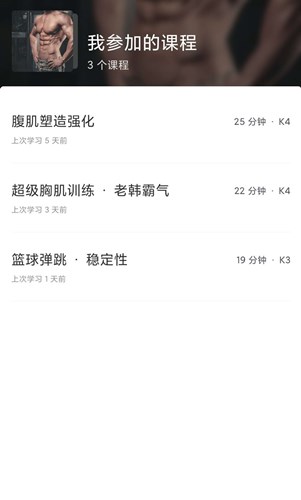 我参加的课程
3 个课程
腹肌塑造强化
25 分钟 · K4
上次学习 5 天前
超级胸肌训练 · 老韩霸气
22 分钟 · K4
上次学习 3 天前
篮球弹跳 · 稳定性
19 分钟 · K3
上次学习 1 天前